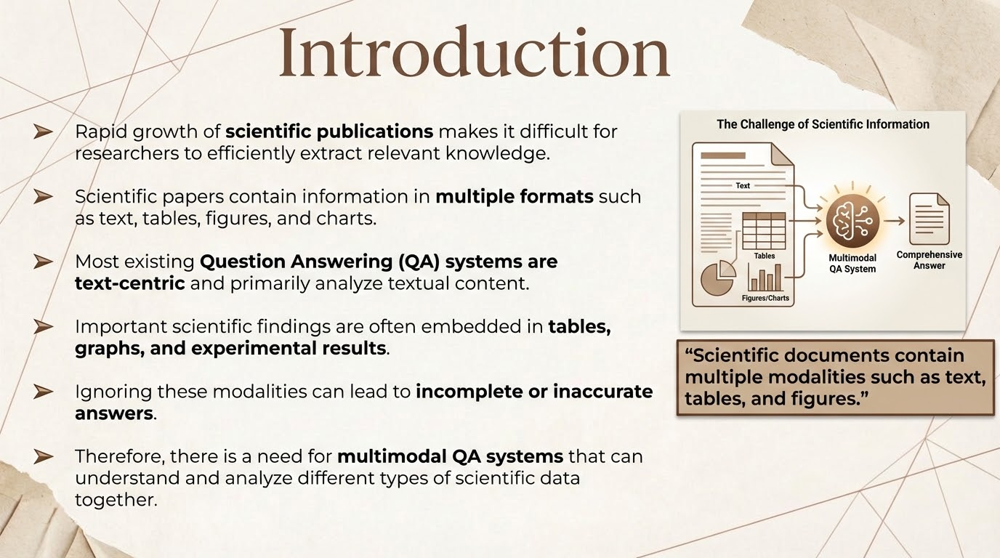 Introduction
Rapid growth of scientific publications makes it difficult for
researchers to efficiently extract relevant knowledge.
Scientific papers contain information in multiple formats such
as text, tables, figures, and charts.
Most existing Question Answering (QA) systems are
text-centric and primarily analyze textual content.
Important scientific findings are often embedded in tables,
graphs, and experimental results.
Ignoring these modalities can lead to incomplete or inaccurate
answers.
Therefore, there is a need for multimodal QA systems that can
understand and analyze different types of scientific data
together.
The Challenge of Scientific Information
Text
Tables
Figures/Charts
Multimodal
QA System
Comprehensive
Answer
“Scientific documents contain
multiple modalities such as text,
tables, and figures.”